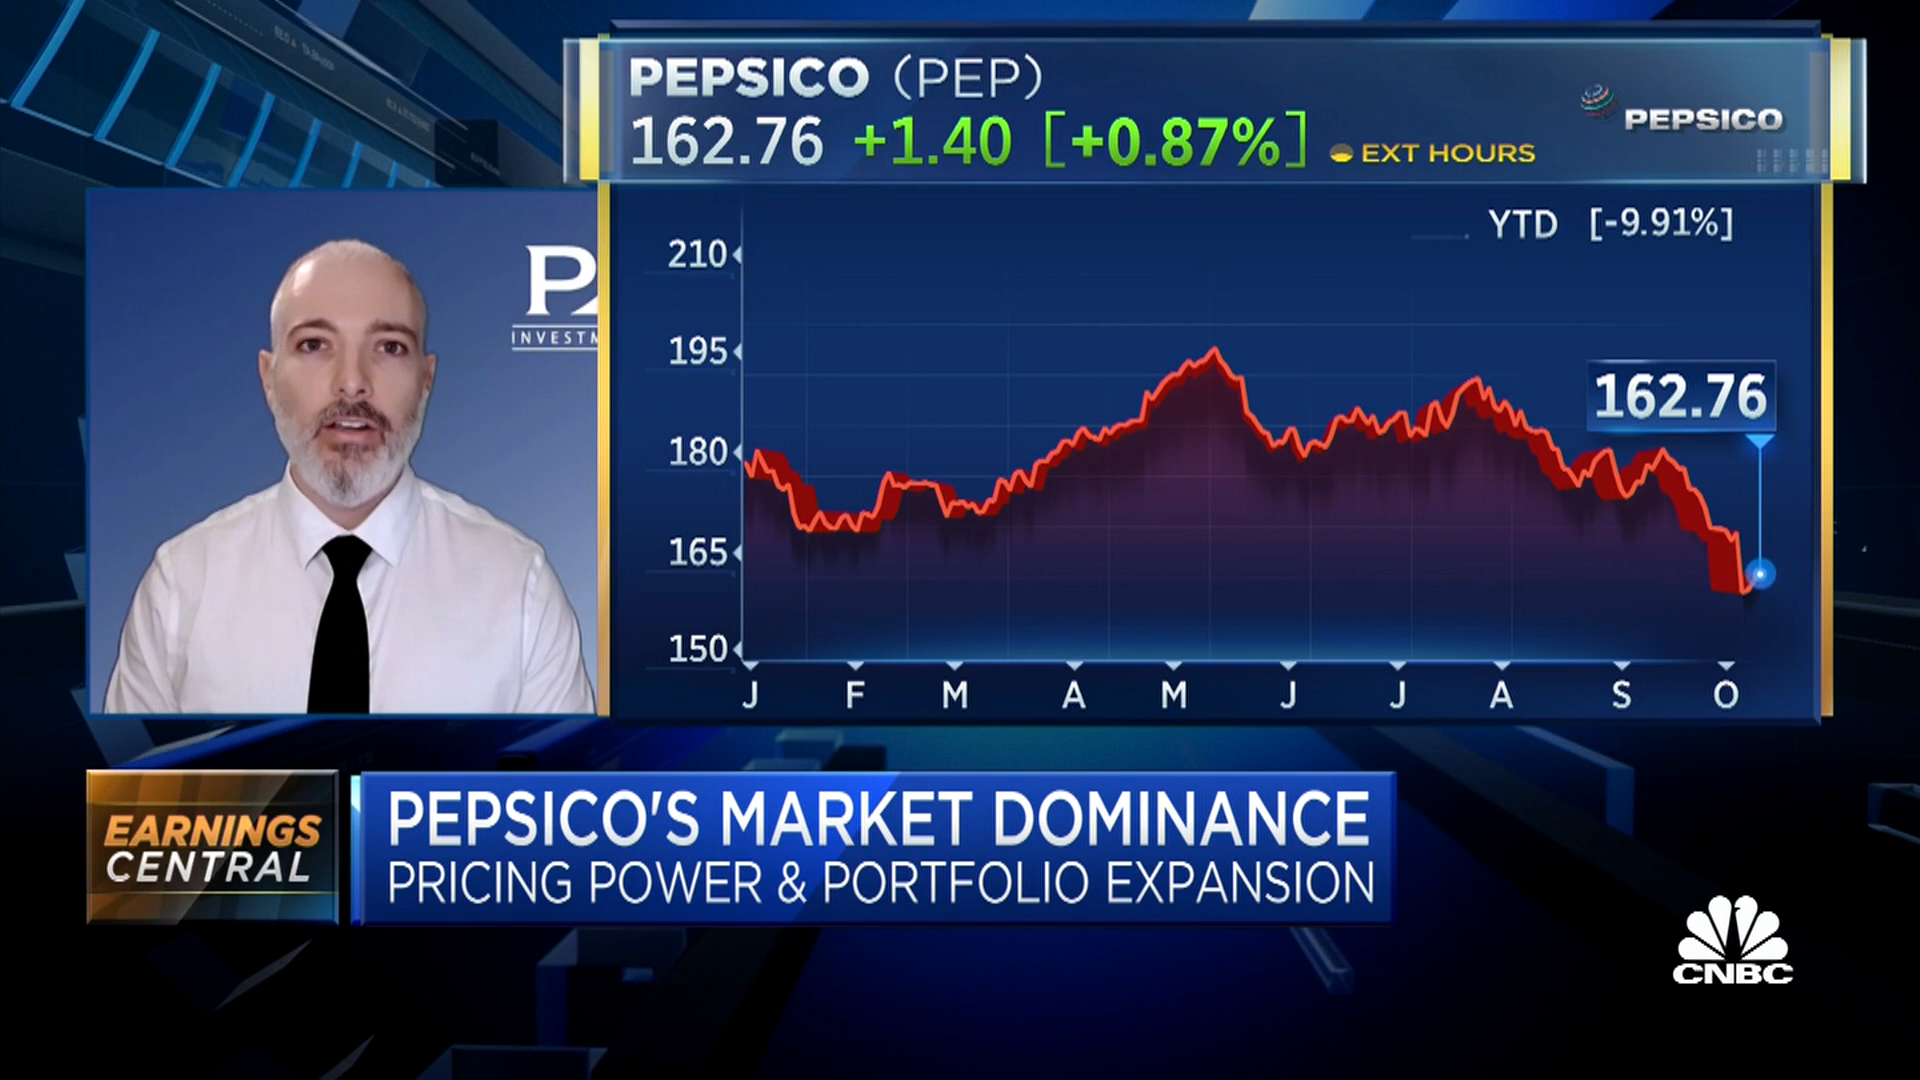 PEPSICO (PEP)
162.76 +1.40 [+0.87%] EXT HOURS
PEPSICO
YTD [-9.91%]
210
195
180
165
150
162.76
J F M A M J J A S O
P
INVESTM
EARNINGS
CENTRAL
PEPSICO'S MARKET DOMINANCE
PRICING POWER & PORTFOLIO EXPANSION
CNBC